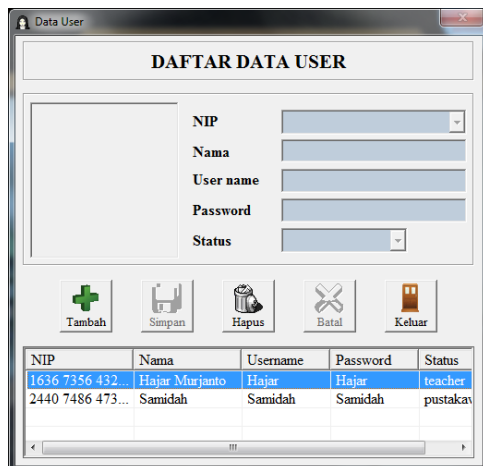 Data User
DAFTAR DATA USER
NIP
Nama
User name
Password
Status
Tambah Simpan Hapus Batal Keluar
NIP Nama Username Password Status
1636 7356 432... Hajar Murjanto Hajar Hajar teacher
2440 7486 473... Samidah Samidah Samidah pustakav